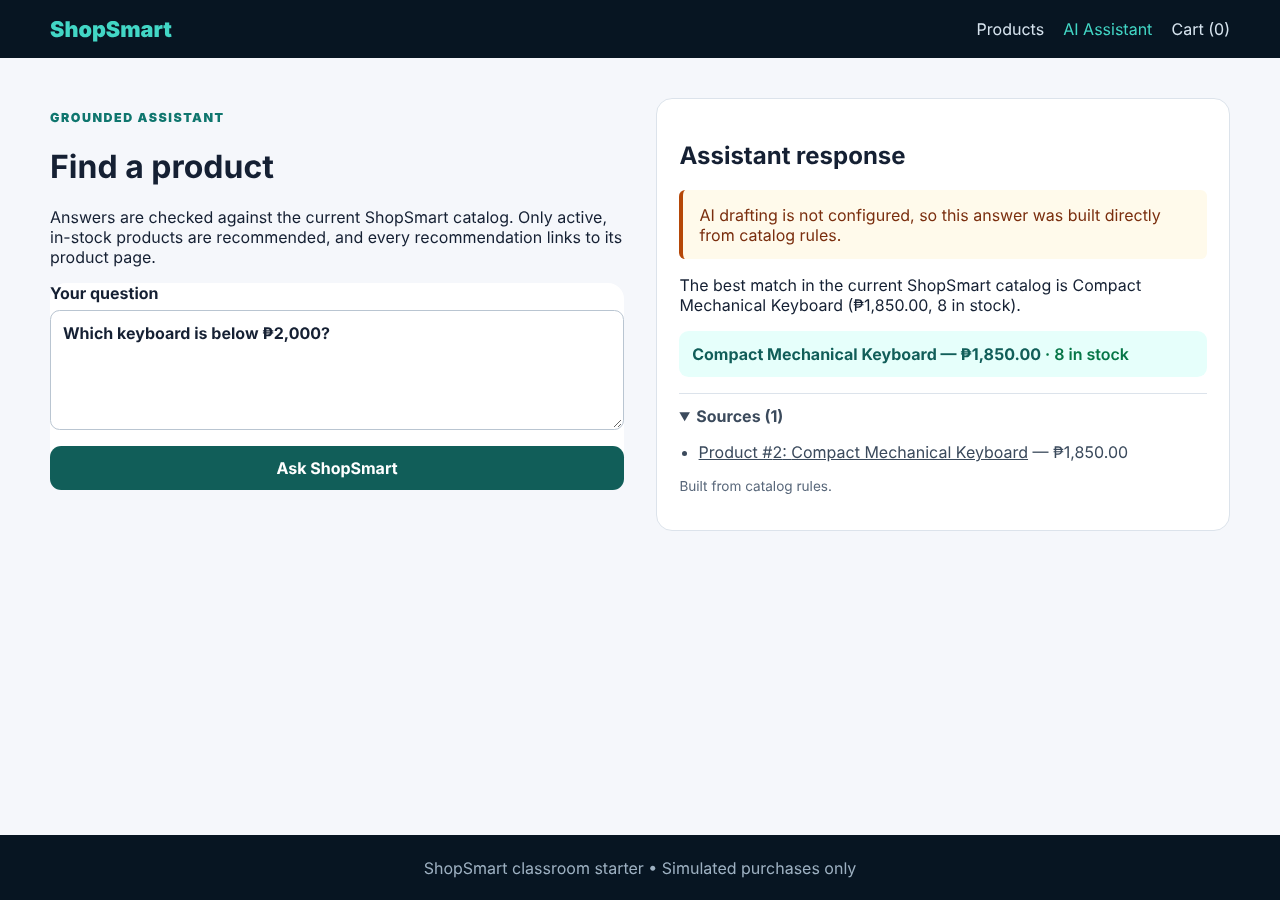 ShopSmart
Products
AI Assistant
Cart (0)
GROUNDED ASSISTANT
Find a product
Answers are checked against the current ShopSmart catalog. Only active,
in-stock products are recommended, and every recommendation links to its
product page.
Your question
Which keyboard is below ₱2,000?
Ask ShopSmart
Assistant response
AI drafting is not configured, so this answer was built directly
from catalog rules.
The best match in the current ShopSmart catalog is Compact
Mechanical Keyboard (₱1,850.00, 8 in stock).
Compact Mechanical Keyboard — ₱1,850.00 · 8 in stock
▼ Sources (1)
• Product #2: Compact Mechanical Keyboard — ₱1,850.00
Built from catalog rules.
ShopSmart classroom starter • Simulated purchases only